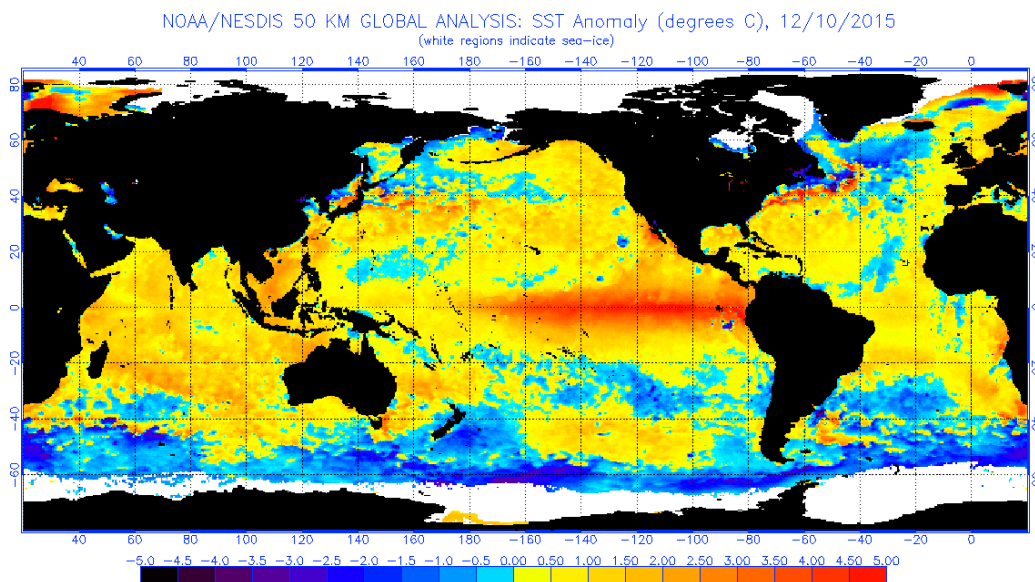 NOAA/NESDIS 50 KM GLOBAL ANALYSIS: SST Anomaly (degrees C), 12/10/2015
(white regions indicate sea-ice)
40 60 80 100 120 140 160 180 -160 -140 -120 -100 -80 -60 -40 -20 0
80
60
40
20
0
-20
-40
-60
40 60 80 100 120 140 160 180 -160 -140 -120 -100 -80 -60 -40 -20 0
-5.0 -4.5 -4.0 -3.5 -3.0 -2.5 -2.0 -1.5 -1.0 -0.5 0.00 0.50 1.00 1.50 2.00 2.50 3.00 3.50 4.00 4.50 5.00